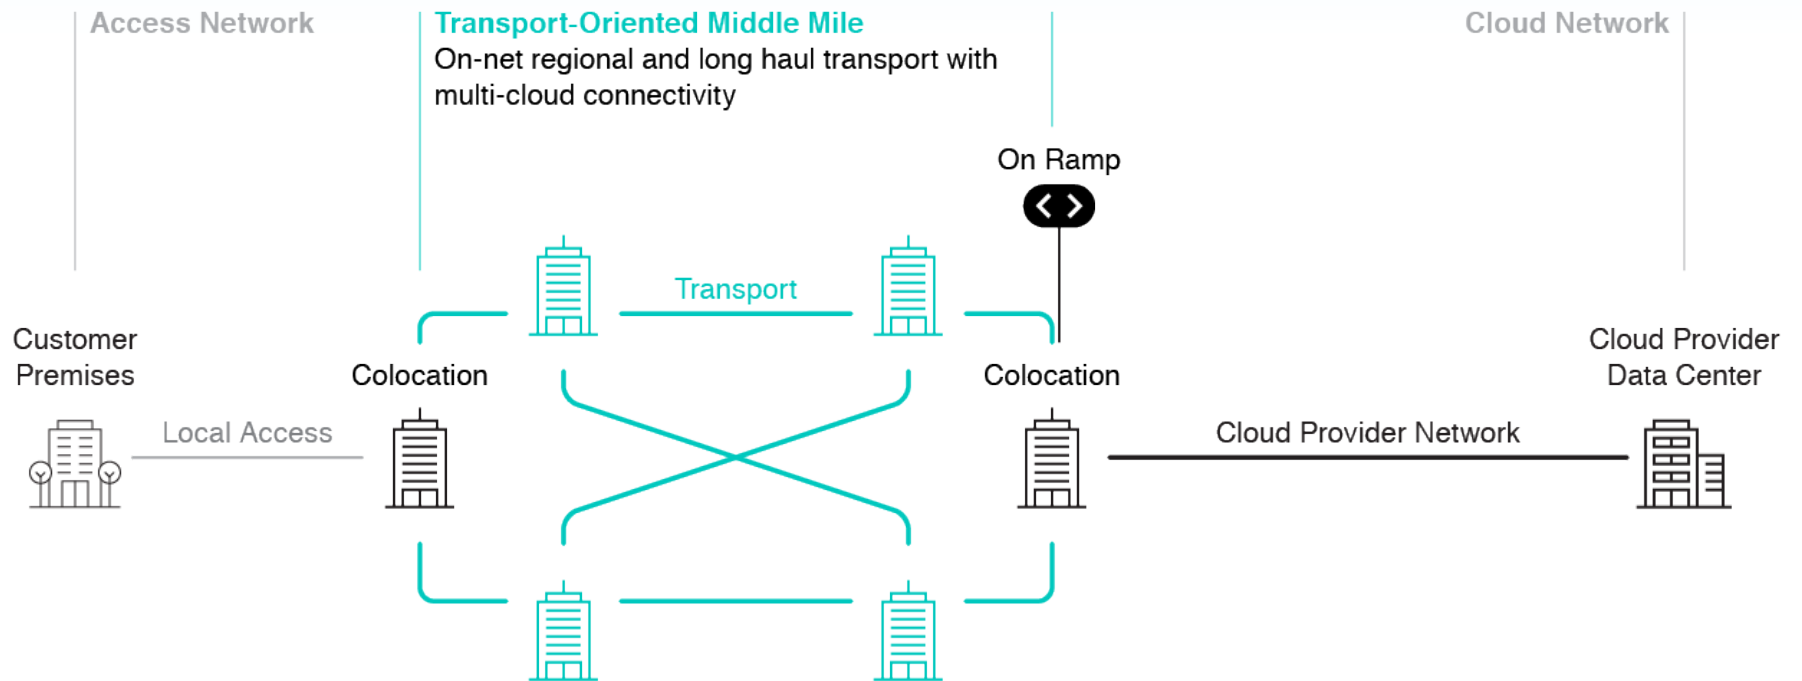 Access Network
Transport-Oriented Middle Mile
Cloud Network
On-net regional and long haul transport with
multi-cloud connectivity
On Ramp
Transport
Customer
Premises
Colocation
Colocation
Cloud Provider
Data Center
Local Access
Cloud Provider Network